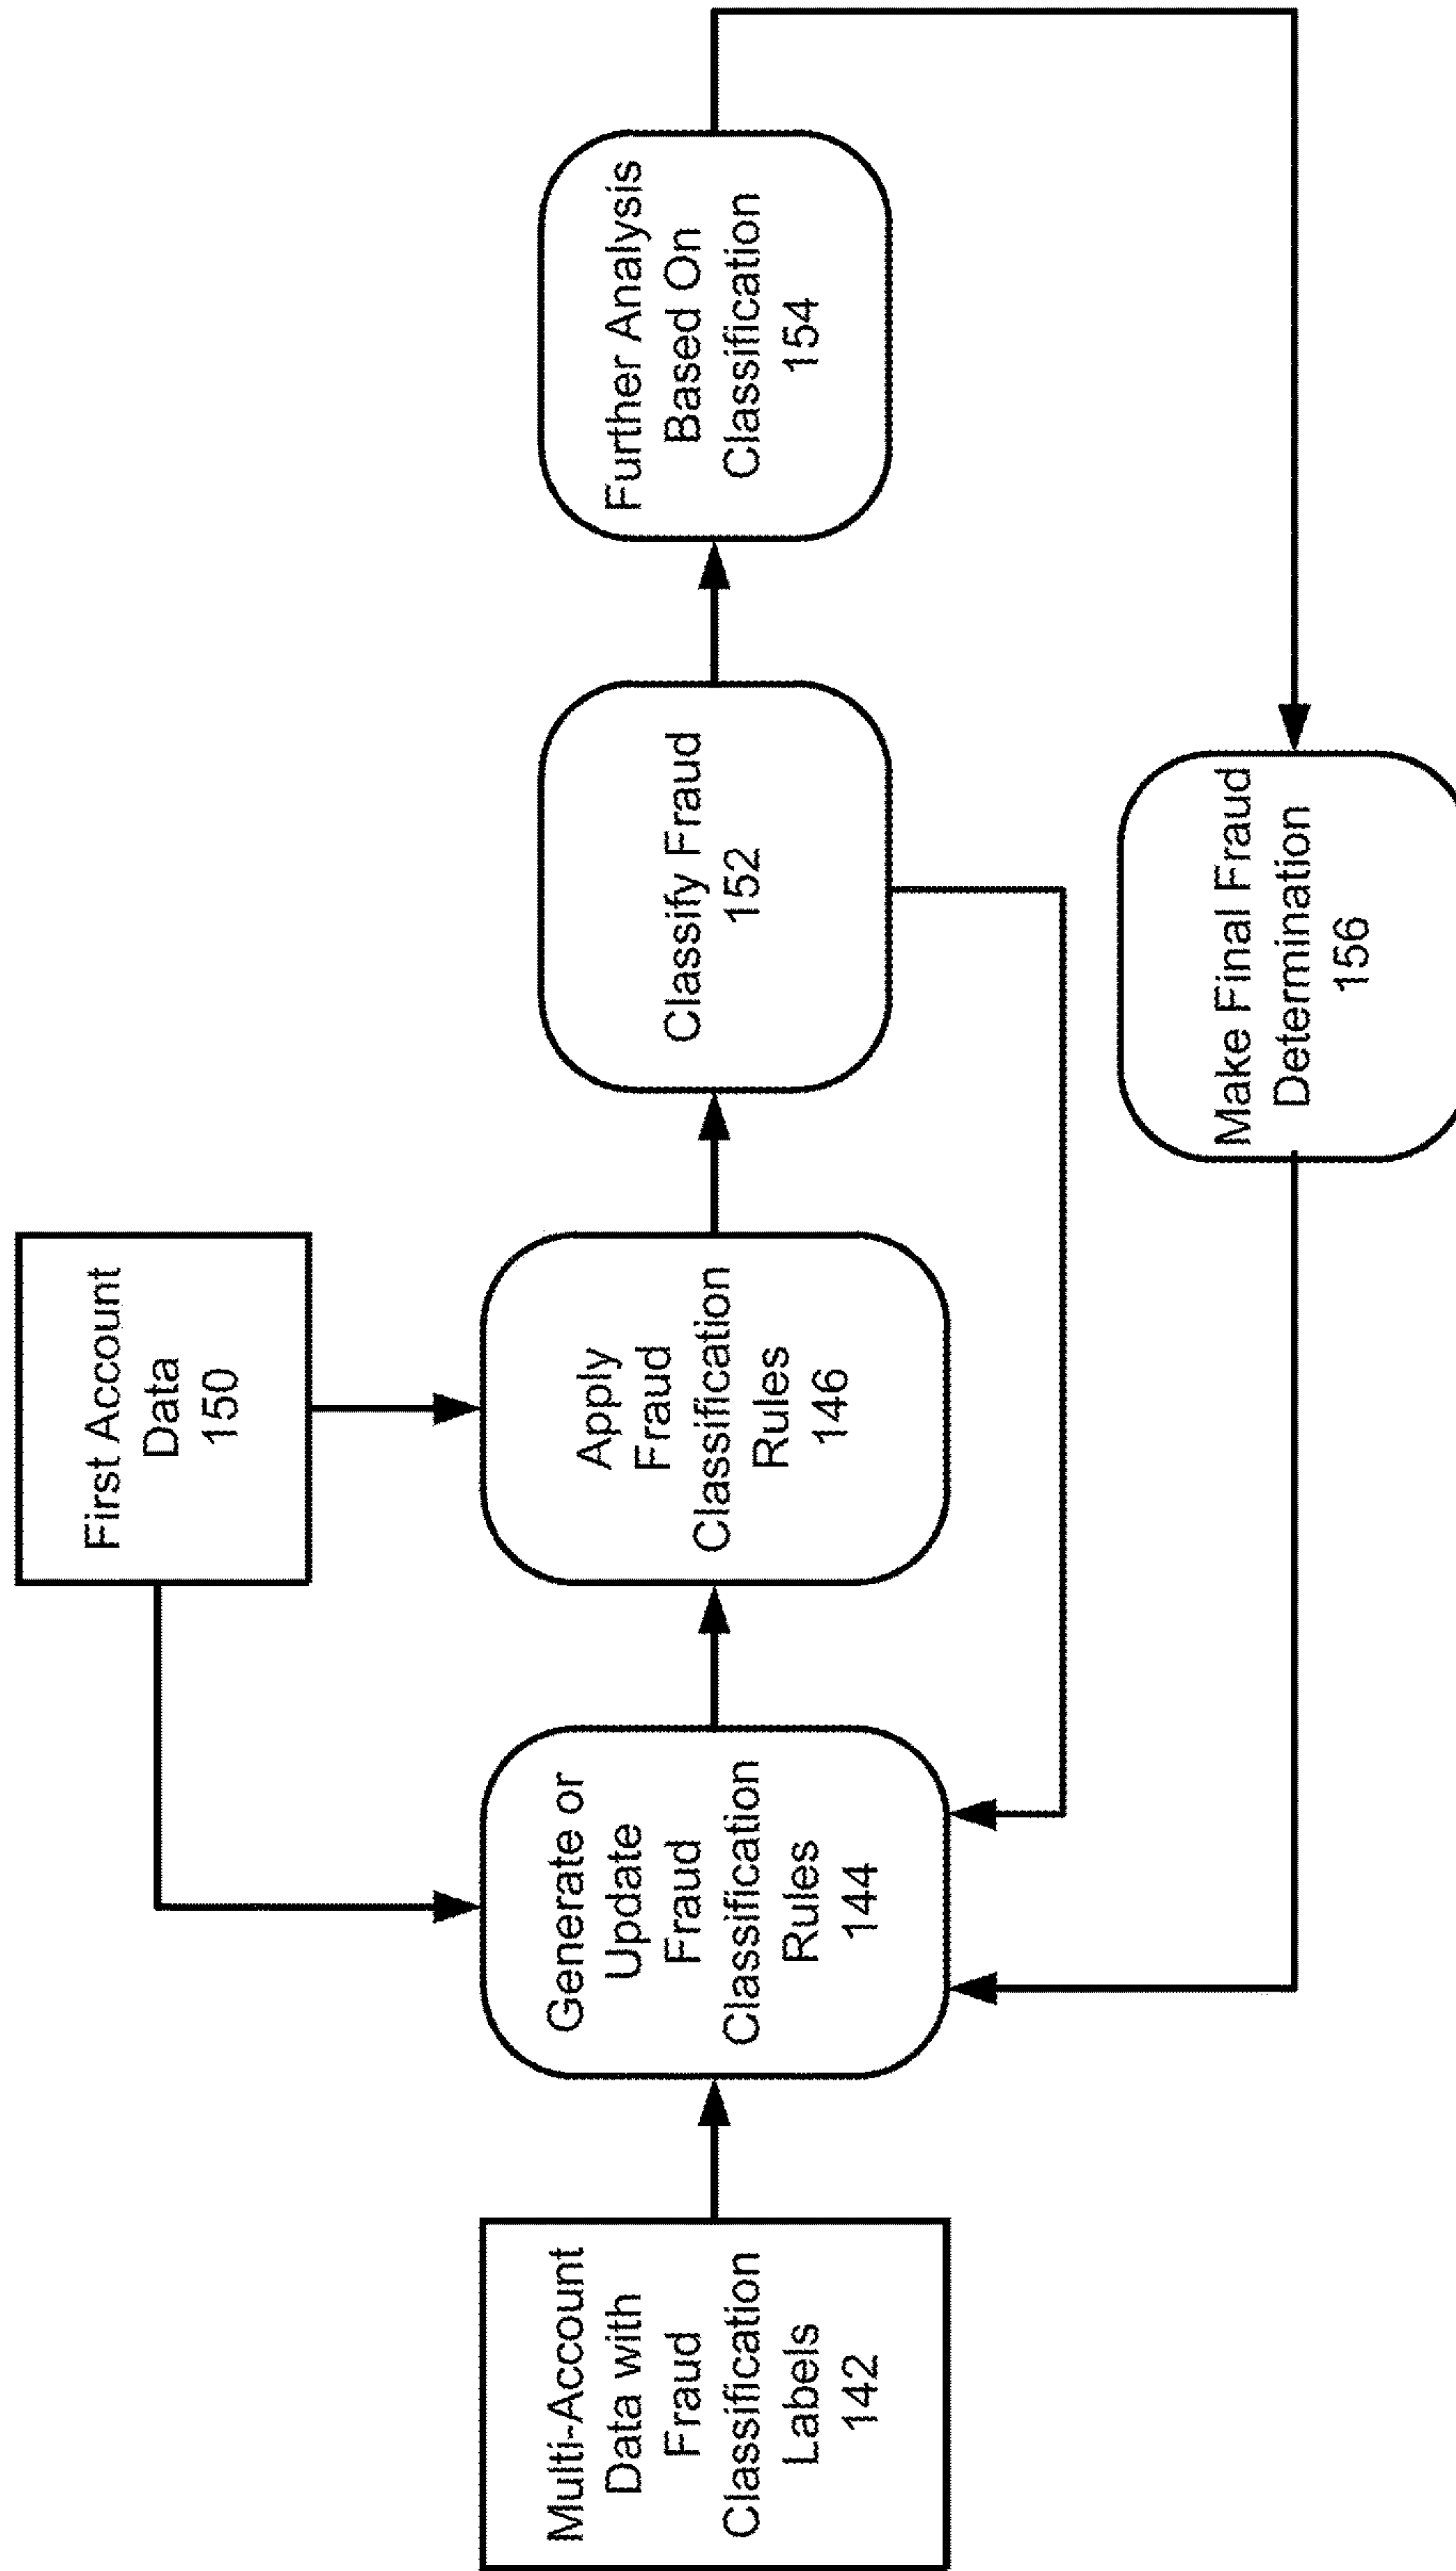 First Account
Data
150
Multi-Account
Data with
Fraud
Classification
Labels
142
Generate or
Update
Fraud
Classification
Rules
144
Apply
Fraud
Classification
Rules
146
Classify Fraud
152
Further Analysis
Based On
Classification
154
Make Final Fraud
Determination
156